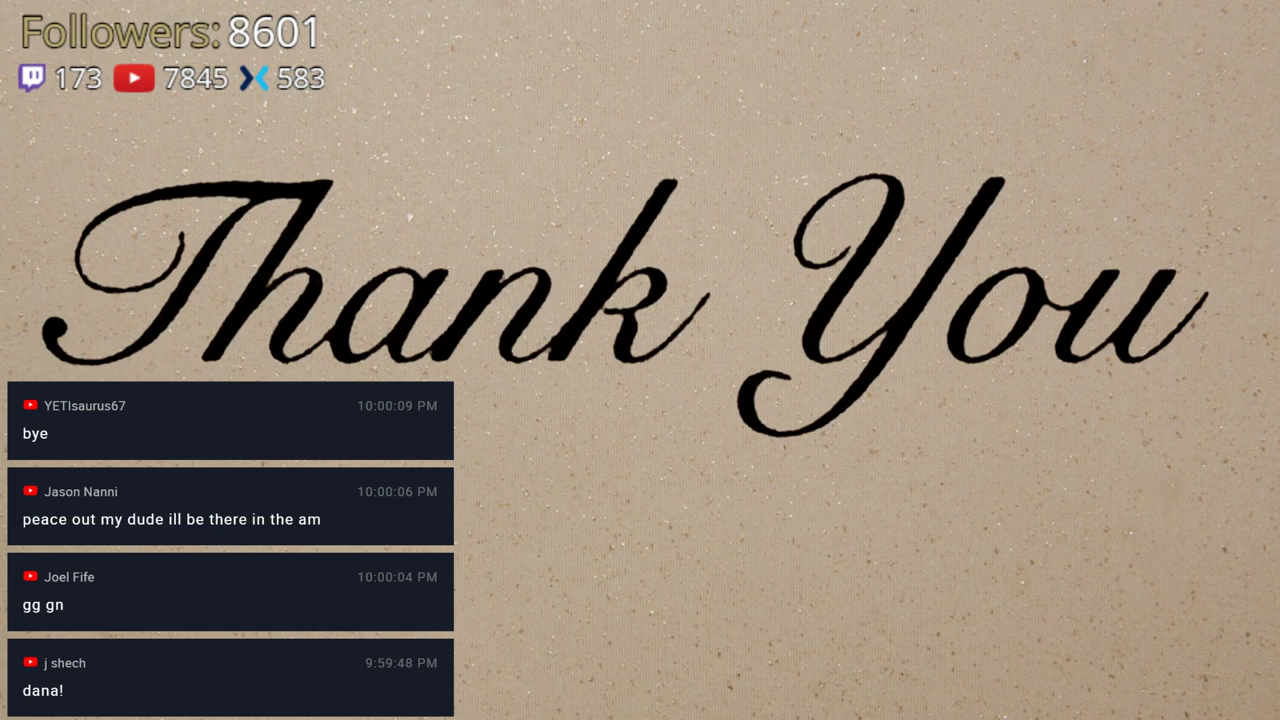 Followers: 8601
173 7845 583
Thank You
YETIsaurus67 10:00:09 PM
bye
Jason Nanni 10:00:06 PM
peace out my dude ill be there in the am
Joel Fife 10:00:04 PM
gg gn
j shech 9:59:48 PM
dana!